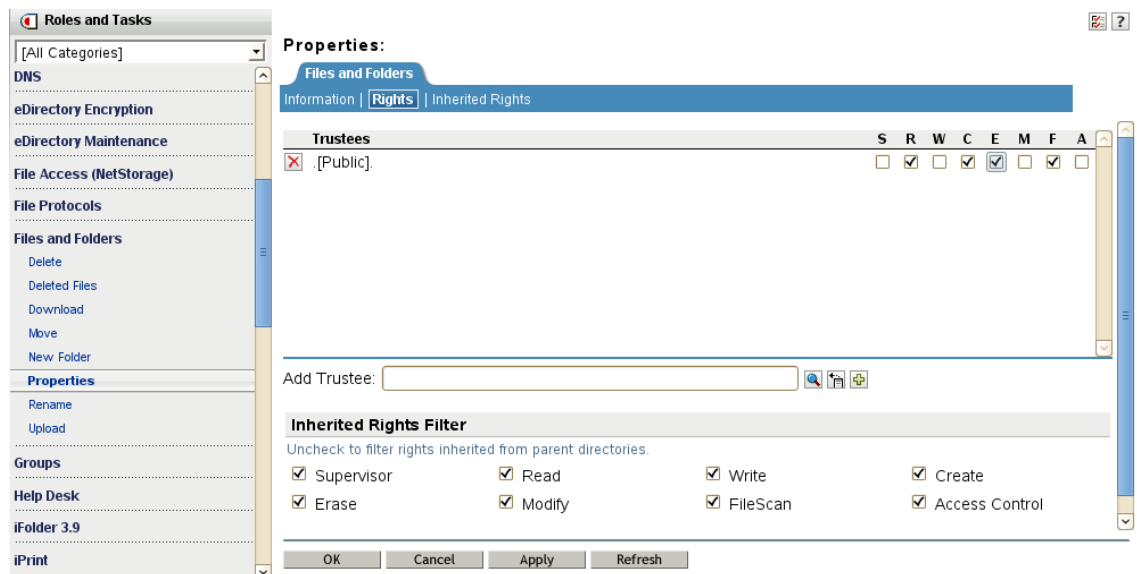 Roles and Tasks
[All Categories]
DNS
eDirectory Encryption
eDirectory Maintenance
File Access (NetStorage)
File Protocols
Files and Folders
Delete
Deleted Files
Download
Move
New Folder
Properties
Rename
Upload
Groups
Help Desk
iFolder 3.9
iPrint
?
Properties:
Files and Folders
Information | Rights | Inherited Rights
Trustees S R W C E M F A
.[Public].
Add Trustee:
Inherited Rights Filter
Uncheck to filter rights inherited from parent directories.
Supervisor Read Write Create
Erase Modify FileScan Access Control
OK Cancel Apply Refresh